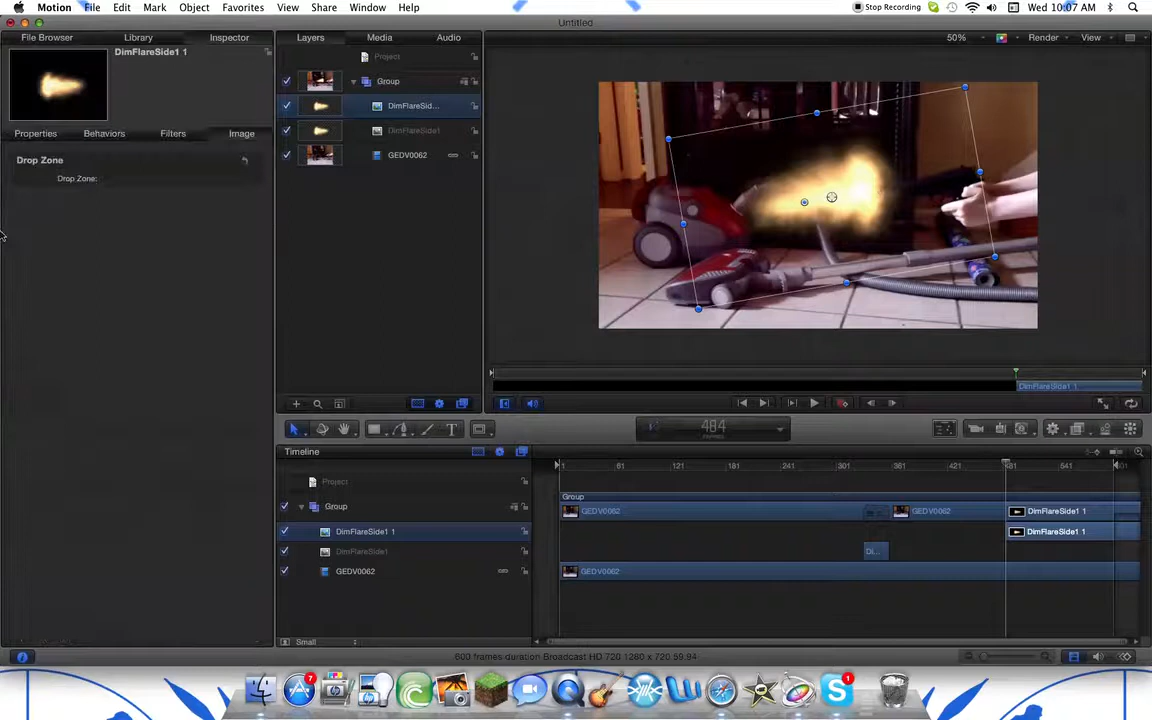 Motion File Edit Mark Object Favorites View Share Window Help Stop Recording Wed 10:07 AM
Untitled
File Browser Library Inspector Layers Media Audio 50% Render View
DimFlareSide1 1
Project
Group
DimFlareSid...
DimFlareSide1
GEDV0062
Properties Behaviors Filters Image
Drop Zone
Drop Zone:
DimFlareSide1 1
484
Timeline
1 61 121 181 241 301 361 421 481 541
Project
Group
Group
GEDV0062 GEDV0062 DimFlareSide1 1
DimFlareSide1 1 DimFlareSide1 1
DimFlareSide1 Di...
GEDV0062 GEDV0062
Small
600 frames duration Broadcast HD 720 1280 x 720 59.94
7
1